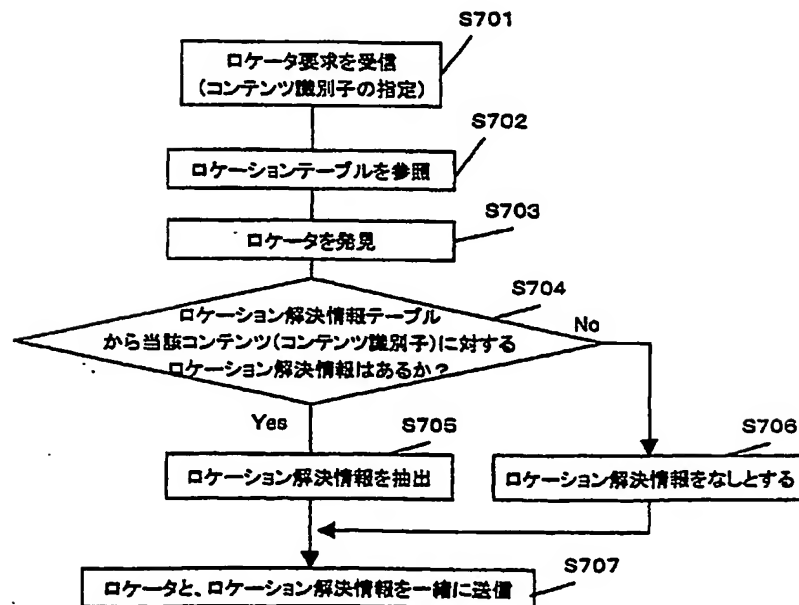 S701
ロケータ要求を受信
(コンテンツ識別子の指定)
S702
ロケーションテーブルを参照
S703
ロケータを発見
S704
ロケーション解決情報テーブル
から当該コンテンツ(コンテンツ識別子)に対する
ロケーション解決情報はあるか?
No
Yes
S705
ロケーション解決情報を抽出
S706
ロケーション解決情報をなしとする
S707
ロケータと、ロケーション解決情報を一緒に送信